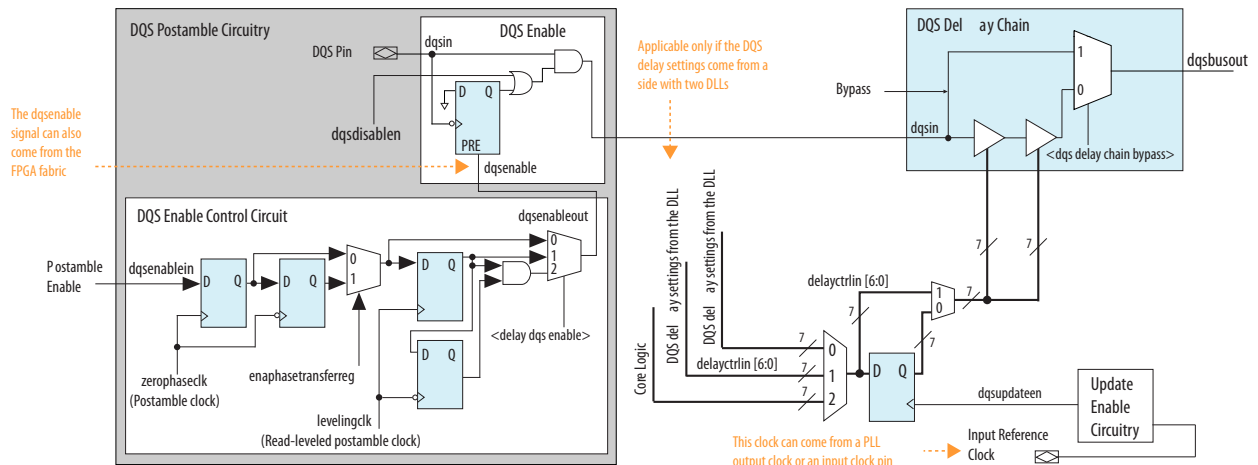 DQS Postamble Circuitry
DQS Enable
DQS Pin
dqsin
D Q
PRE
dqsdisablen
dqsenable
The dqsenable
signal can also
come from the
FPGA fabric
Applicable only if the DQS
delay settings come from a
side with two DLLs
DQS Del ay Chain
1
0
dqsbusout
Bypass
dqsin
<dqs delay chain bypass>
7
7
DQS Enable Control Circuit
dqsenableout
P ostamble
Enable
dqsenablein
D Q
D Q
0
1
D Q
0
1
2
D Q
<delay dqs enable>
zerophaseclk
(Postamble clock)
enaphasetransferreg
levelingclk
(Read-leveled postamble clock)
Core Logic
DQS del ay settings from the DLL
DQS del ay settings from the DLL
delayctrlin [6:0]
7
7
7
0
1
2
delayctrlin [6:0]
7
D Q
7
1
0
7
dqsupdateen
Update
Enable
Circuitry
This clock can come from a PLL
output clock or an input clock pin
Input Reference
Clock